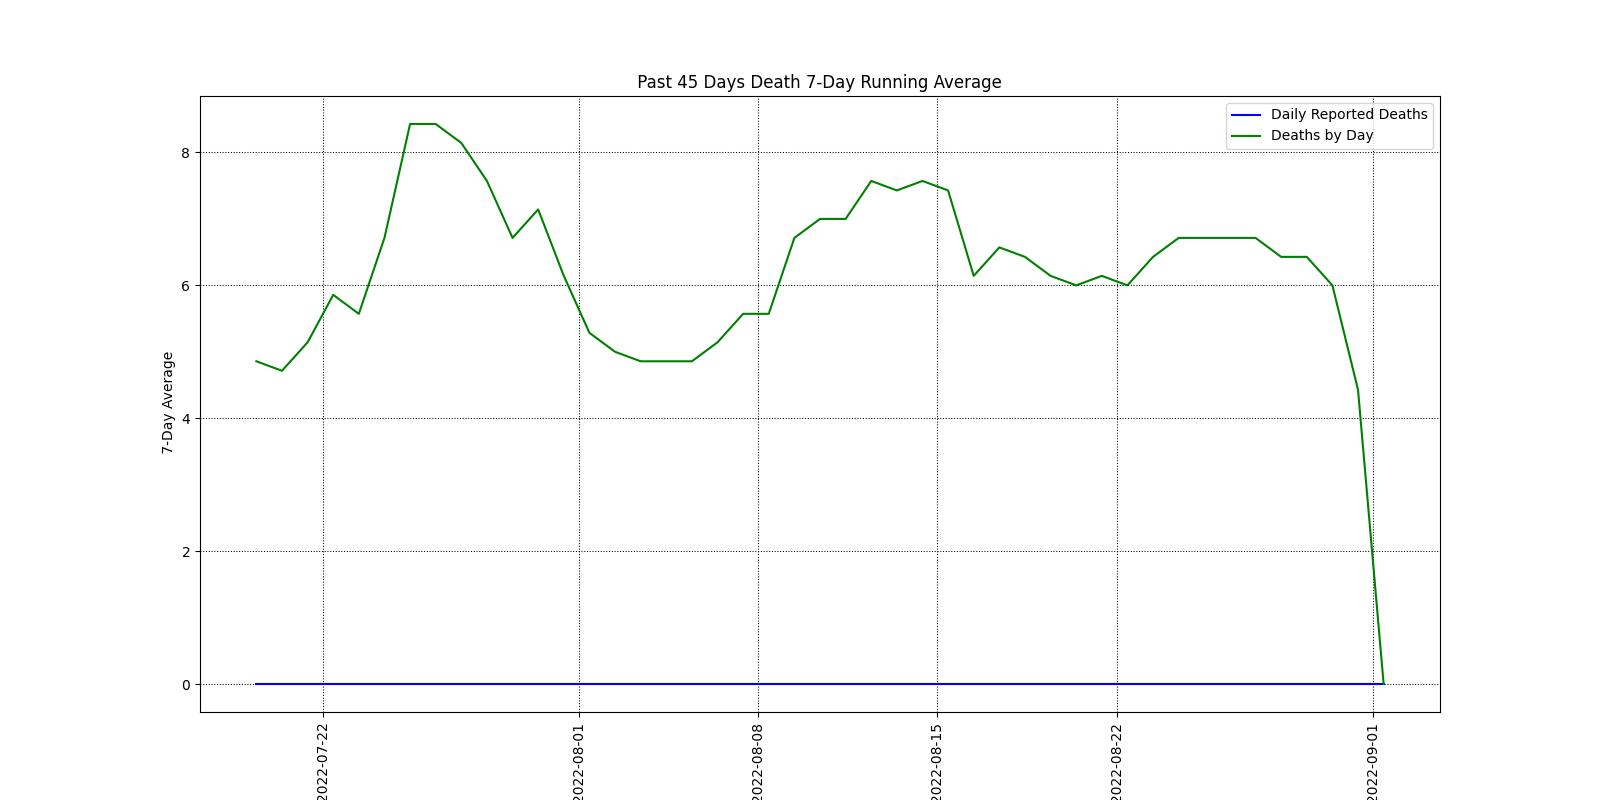 Past 45 Days Death 7-Day Running Average
Daily Reported Deaths
Deaths by Day
7-Day Average
8
6
4
2
0
2022-07-22
2022-08-01
2022-08-08
2022-08-15
2022-08-22
2022-09-01